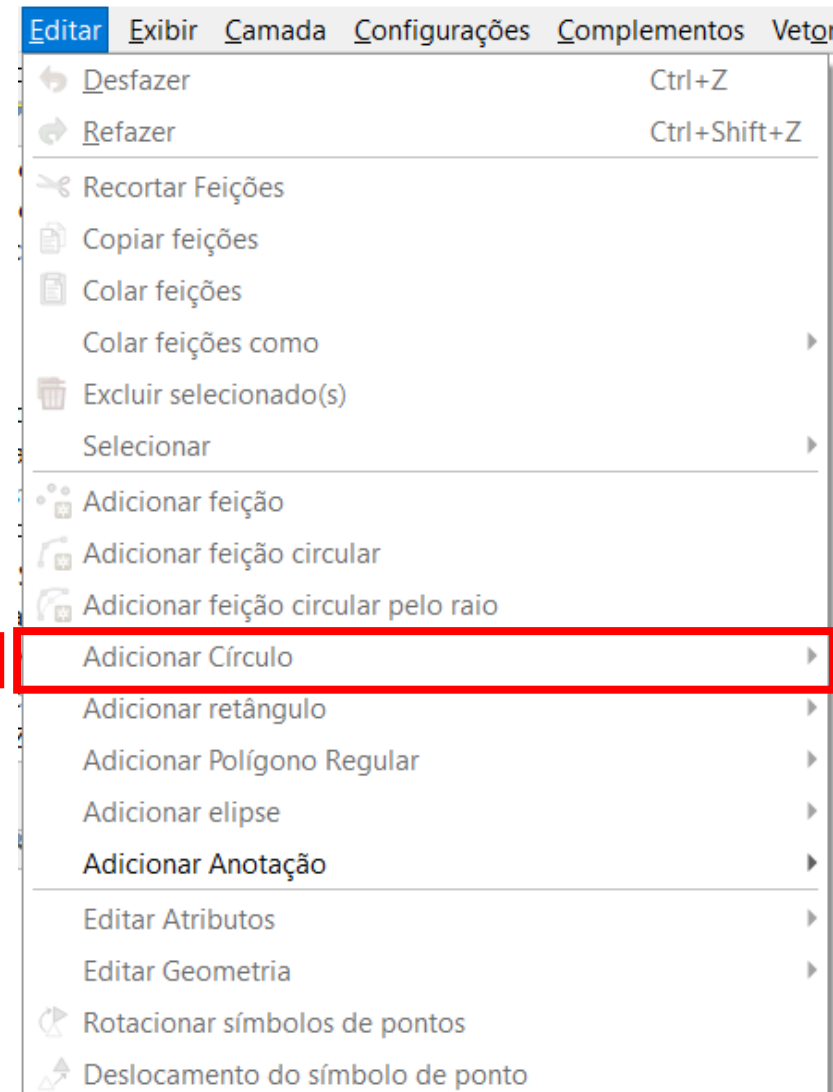 Editar Exibir Camada Configurações Complementos Vetor
Desfazer Ctrl+Z
Refazer Ctrl+Shift+Z
Recortar Feições
Copiar feições
Colar feições
Colar feições como
Excluir selecionado(s)
Selecionar
Adicionar feição
Adicionar feição circular
Adicionar feição circular pelo raio
Adicionar Círculo
Adicionar retângulo
Adicionar Polígono Regular
Adicionar elipse
Adicionar Anotação
Editar Atributos
Editar Geometria
Rotacionar símbolos de pontos
Deslocamento do símbolo de ponto